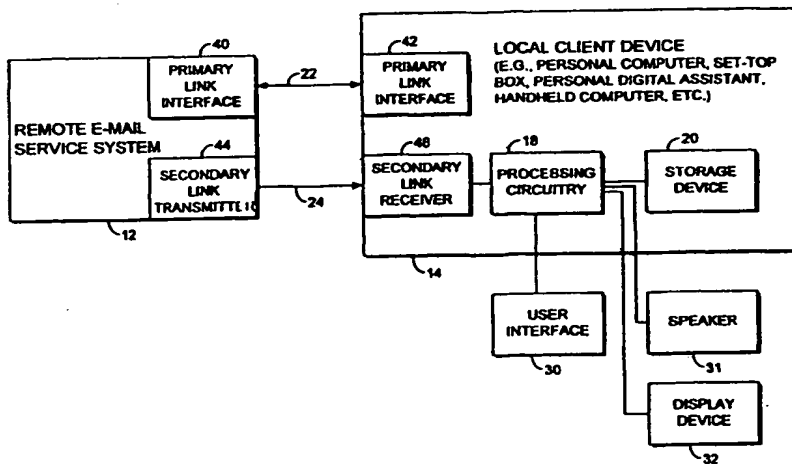 40
PRIMARY
LINK
INTERFACE
22
42
PRIMARY
LINK
INTERFACE
LOCAL CLIENT DEVICE
(E.G., PERSONAL COMPUTER, SET-TOP
BOX, PERSONAL DIGITAL ASSISTANT,
HANDHELD COMPUTER, ETC.)
REMOTE E-MAIL
SERVICE SYSTEM
44
SECONDARY
LINK
TRANSMITTER
12
24
46
SECONDARY
LINK
RECEIVER
18
PROCESSING
CIRCUITRY
20
STORAGE
DEVICE
14
USER
INTERFACE
30
SPEAKER
31
DISPLAY
DEVICE
32